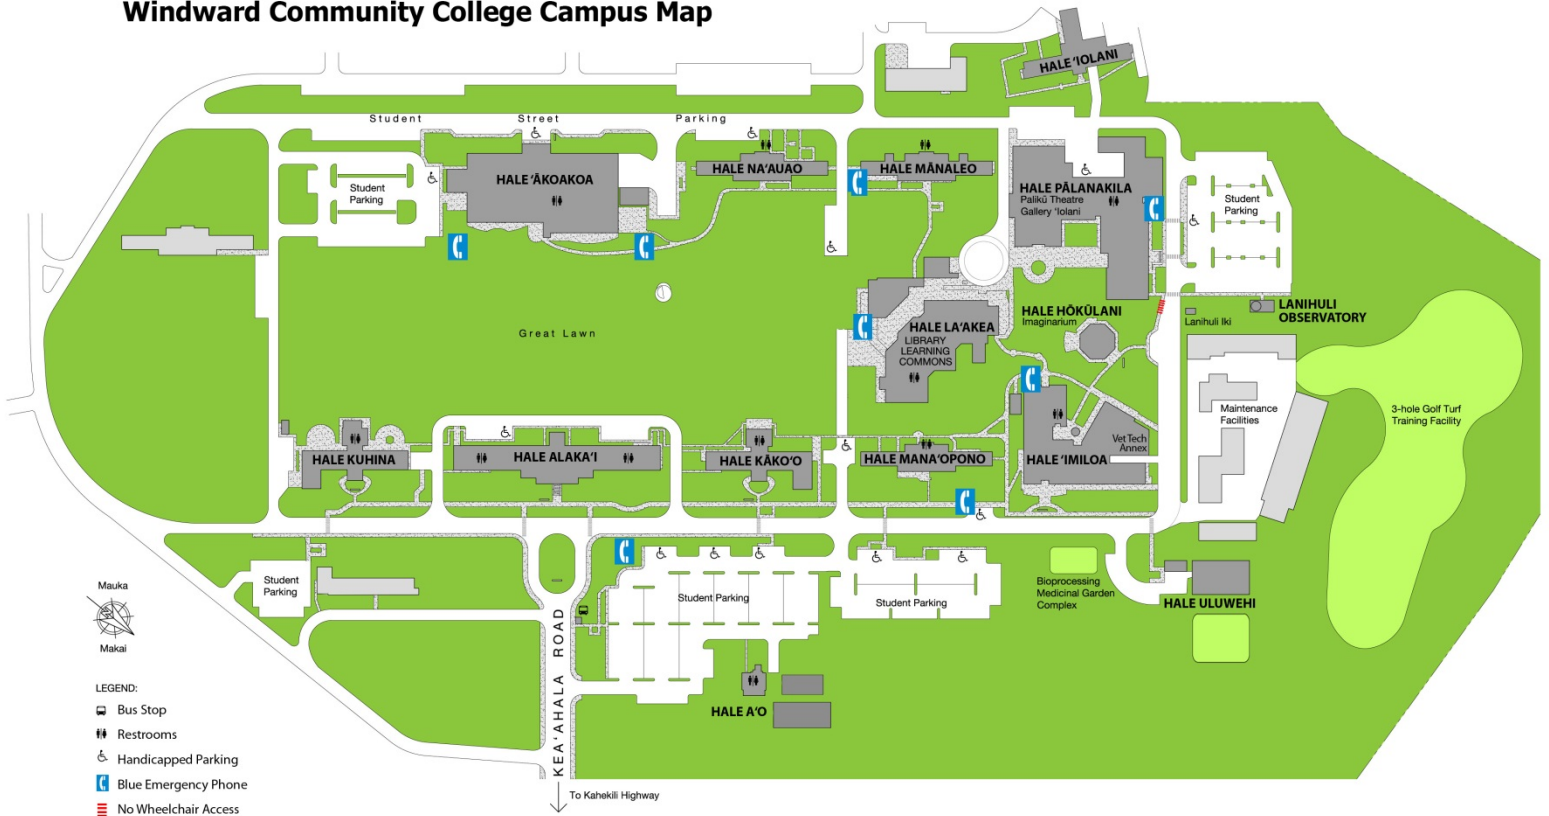 Windward Community College Campus Map
HALE ʻIOLANI
Student Street Parking
HALE ʻĀKOAKOA
HALE NAʻAUAO
HALE MĀNALEO
HALE PĀLANAKILA
Palikū Theatre
Gallery ʻIolani
Student
Parking
Student
Parking
Great Lawn
HALE LAʻAKEA
LIBRARY
LEARNING
COMMONS
HALE HŌKŪLANI
Imaginarium
Lanihuli Iki
LANIHULI
OBSERVATORY
Maintenance
Facilities
3-hole Golf Turf
Training Facility
HALE KUHINA
HALE ALAKAʻI
HALE KĀKOʻO
HALE MANAʻOPONO
HALE ʻIMILOA
Vet Tech
Annex
Student
Parking
Student Parking
Student Parking
Bioprocessing
Medicinal Garden
Complex
HALE ULUWEHI
HALE AʻO
KEAʻAHALA ROAD
To Kahekili Highway
Mauka
Makai
LEGEND:
Bus Stop
Restrooms
Handicapped Parking
Blue Emergency Phone
No Wheelchair Access